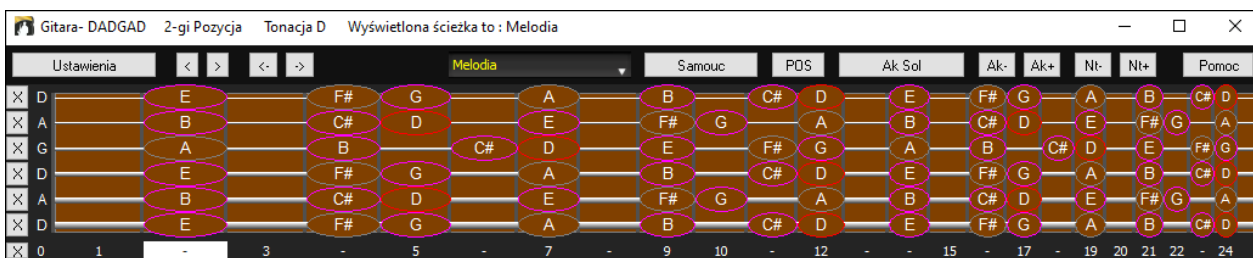 Gitara- DADGAD 2-gi Pozycja Tonacja D Wyświetlona ścieżka to : Melodia
Ustawienia < > <- -> Melodia Samouc POS Ak Sol Ak- Ak+ Nt- Nt+ Pomoc
X D E F# G A B C# D E F# G A B C# D
X A B C# D E F# G A B C# D E F# G A
X G A B C# D E F# G A B C# D E F# G
X D E F# G A B C# D E F# G A B C# D
X A B C# D E F# G A B C# D E F# G A
X D E F# G A B C# D E F# G A B C# D
X 0 1 - 3 - 5 - 7 - 9 10 - 12 - - 15 - 17 - 19 20 21 22 - 24